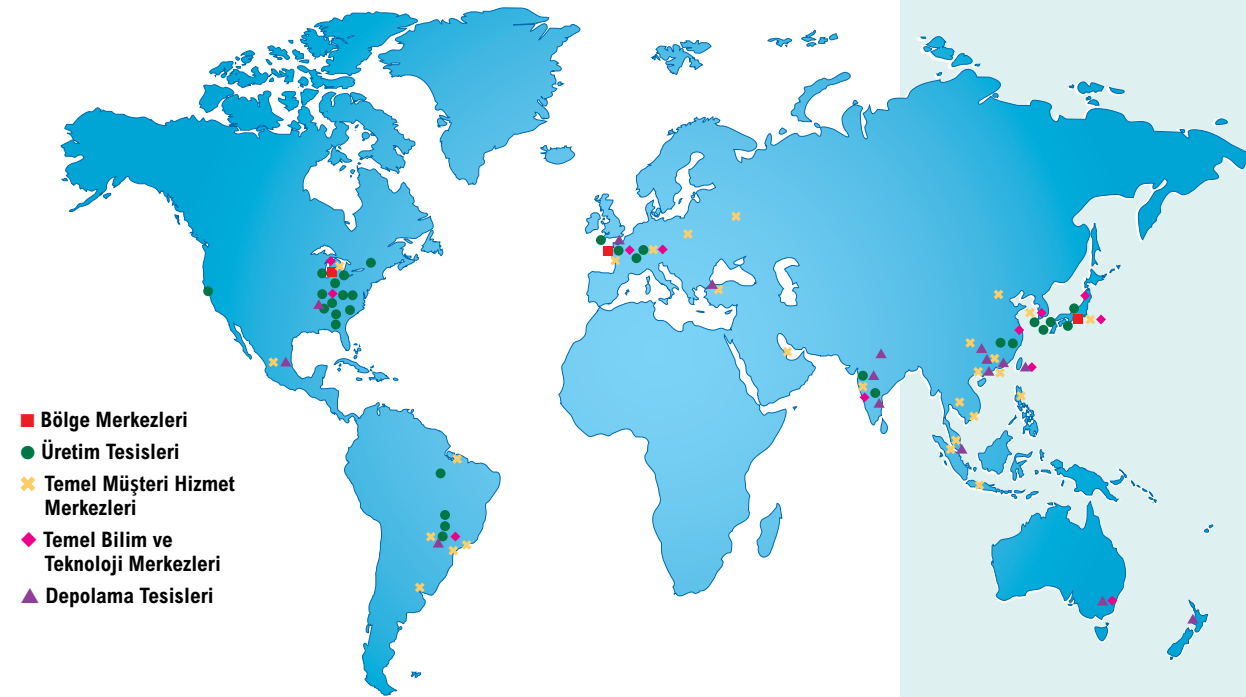 Bölge Merkezleri
Üretim Tesisleri
Temel Müşteri Hizmet
Merkezleri
Temel Bilim ve
Teknoloji Merkezleri
Depolama Tesisleri